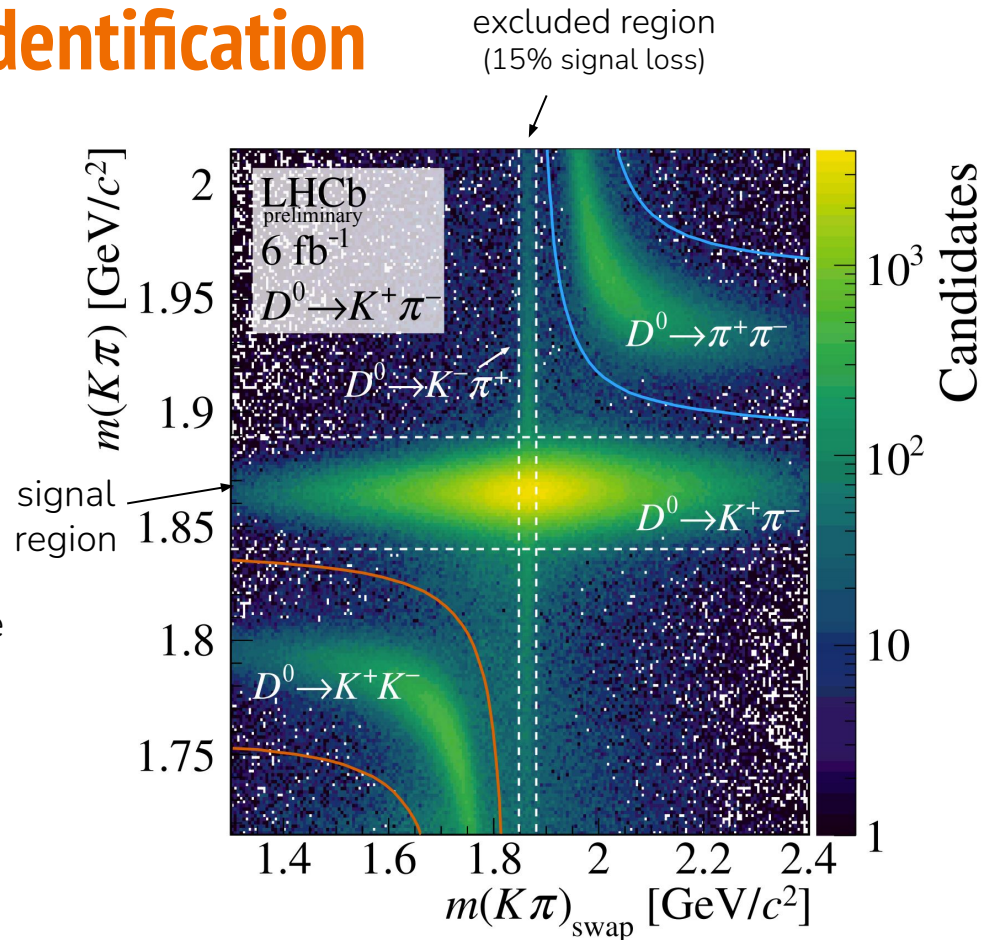 dentification
excluded region
(15% signal loss)
m(Kπ) [GeV/c²]
2
1.95
1.9
1.85
1.8
1.75
LHCb
preliminary
6 fb⁻¹
D⁰→K⁺π⁻
D⁰→π⁺π⁻
D⁰→K⁻π⁺
D⁰→K⁺π⁻
D⁰→K⁺K⁻
signal
region
e
1.4 1.6 1.8 2 2.2 2.4
m(Kπ)swap [GeV/c²]
10³
10²
10
1
Candidates